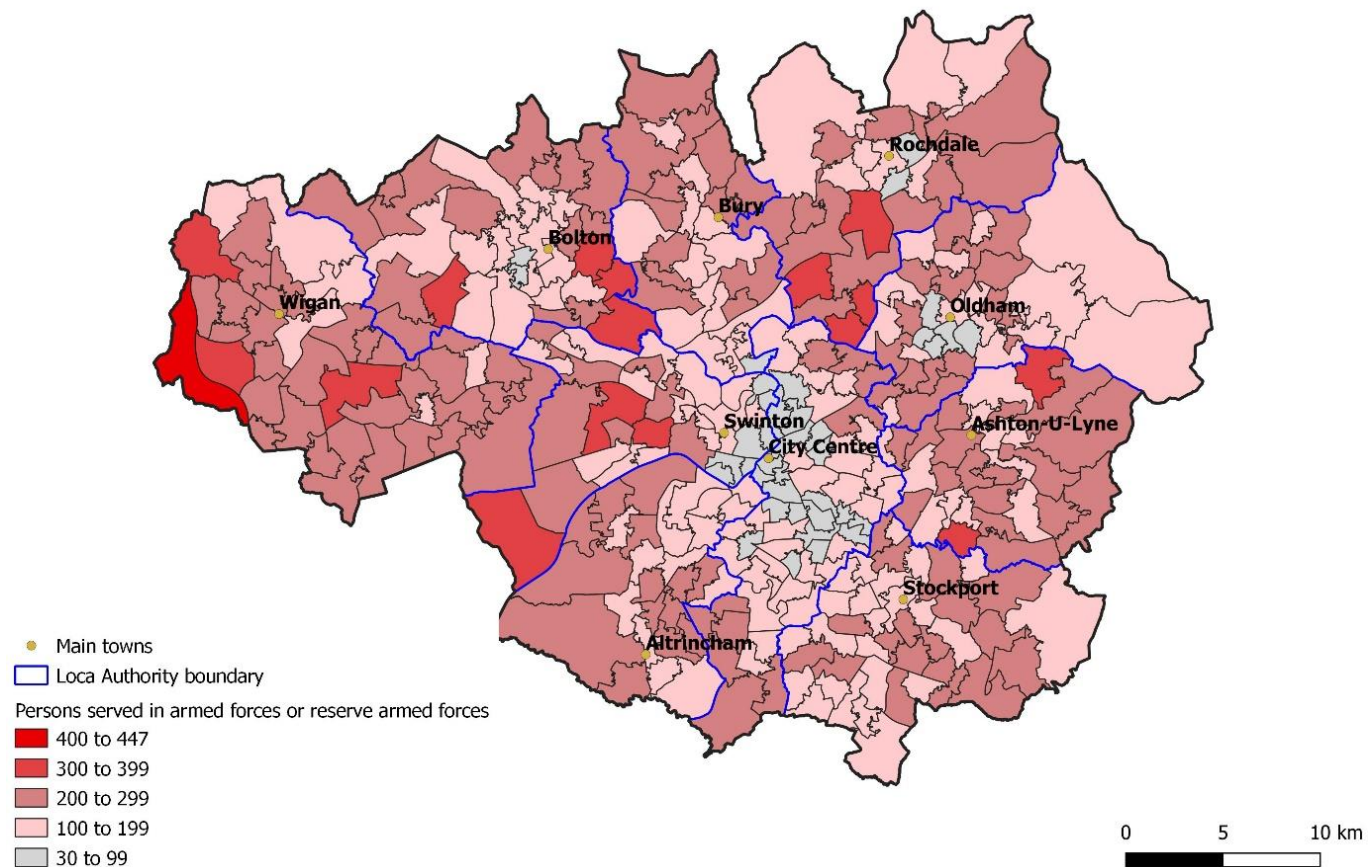 Rochdale
Bury
Bolton
Wigan
Oldham
Swinton
Ashton-U-Lyne
City Centre
Stockport
Altrincham
Main towns
Loca Authority boundary
Persons served in armed forces or reserve armed forces
400 to 447
300 to 399
200 to 299
100 to 199
30 to 99
0 5 10 km